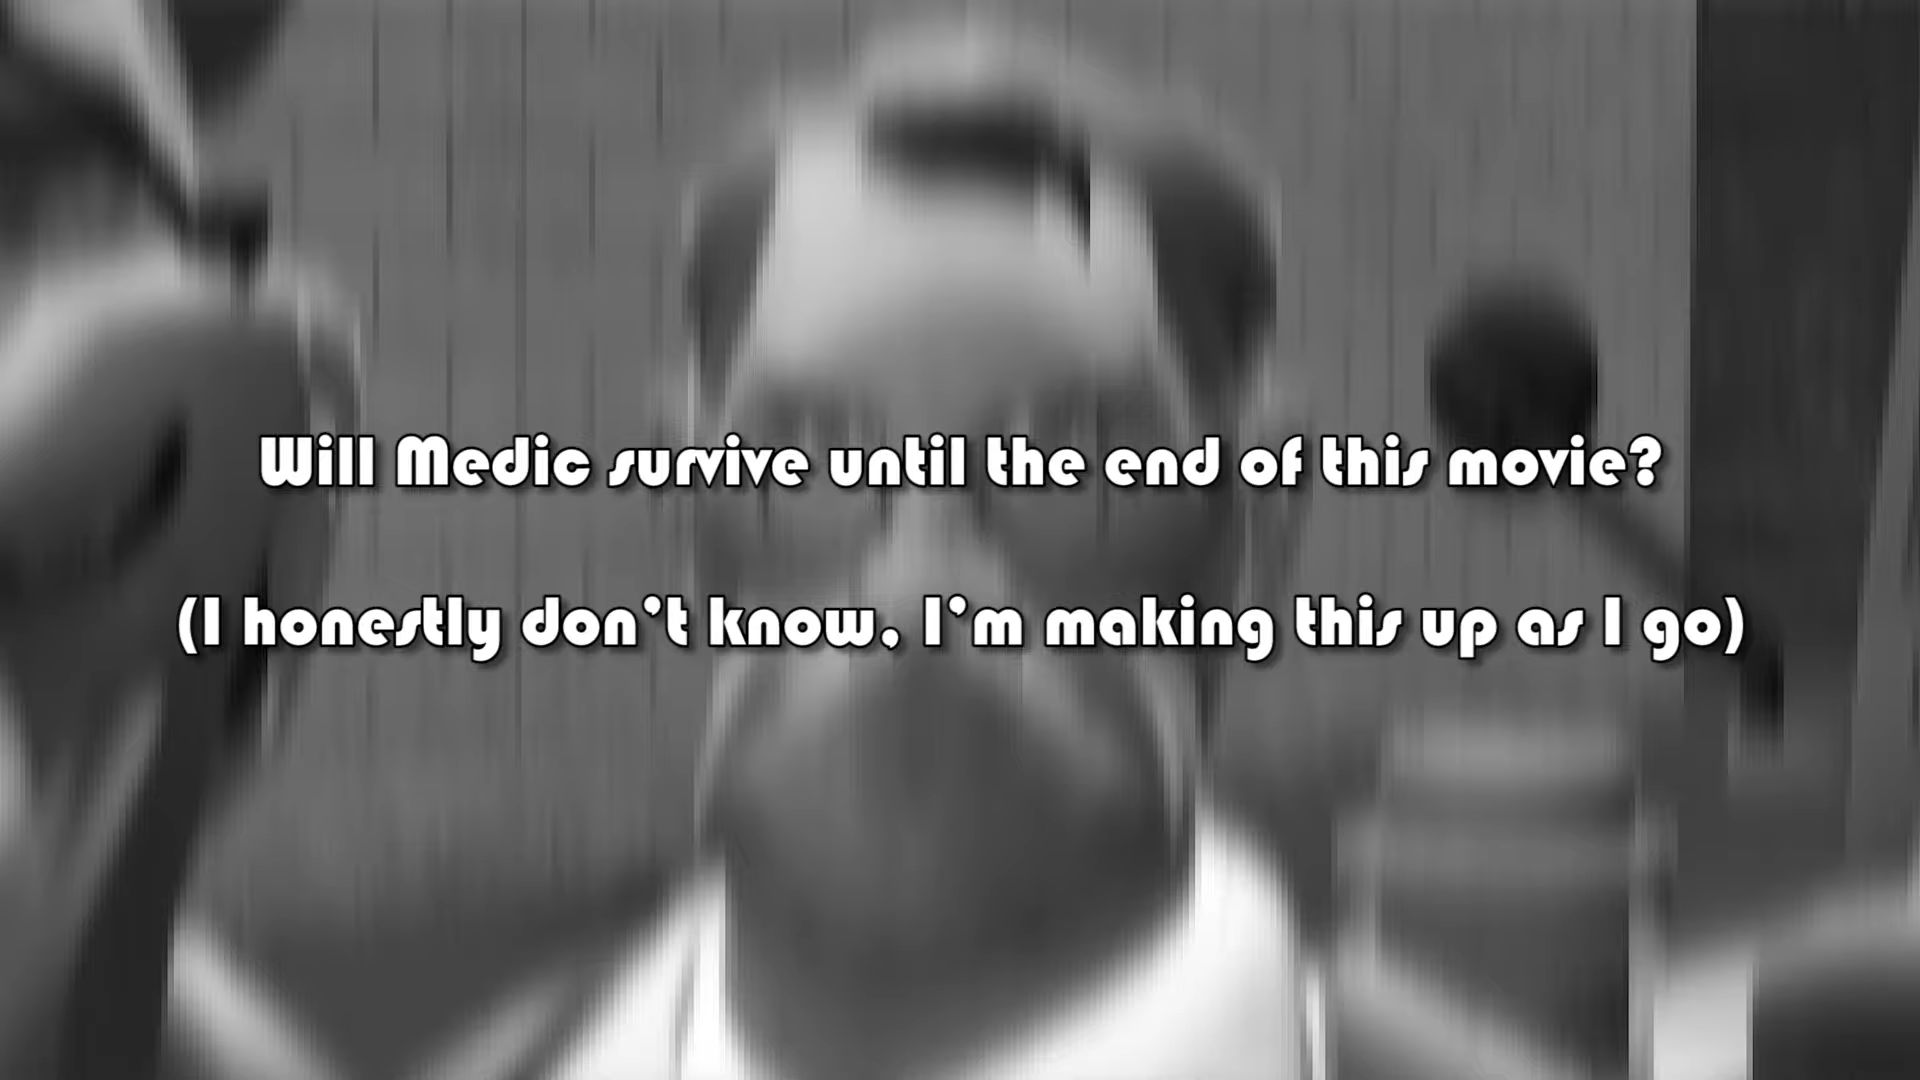 Will Medic survive until the end of this movie?
(I honestly don't know, I'm making this up as I go)